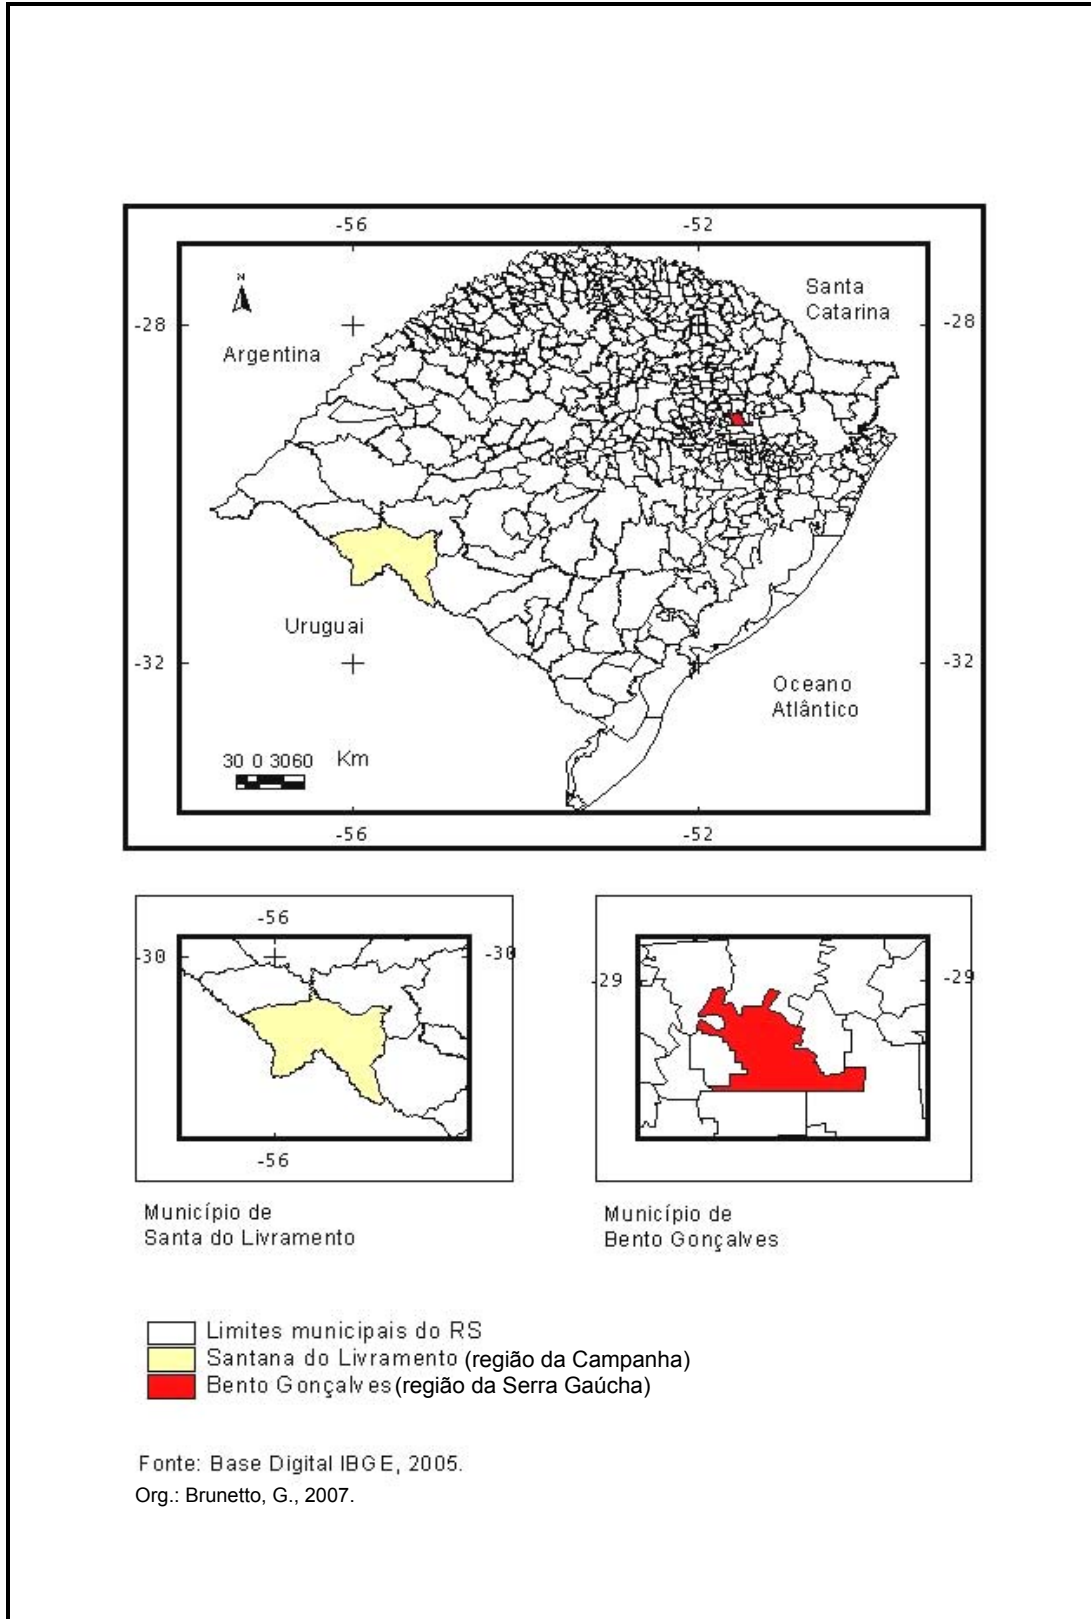 -56 -52
N
Santa
Catarina
-28 -28
Argentina
Uruguai
-32 -32
Oceano
Atlântico
30 0 3060 Km
-56 -52
-56
-30 -30
-56
Município de
Santa do Livramento
-29 -29
Município de
Bento Gonçalves
Limites municipais do RS
Santana do Livramento (região da Campanha)
Bento Gonçalves (região da Serra Gaúcha)
Fonte: Base Digital IBGE, 2005.
Org.: Brunetto, G., 2007.